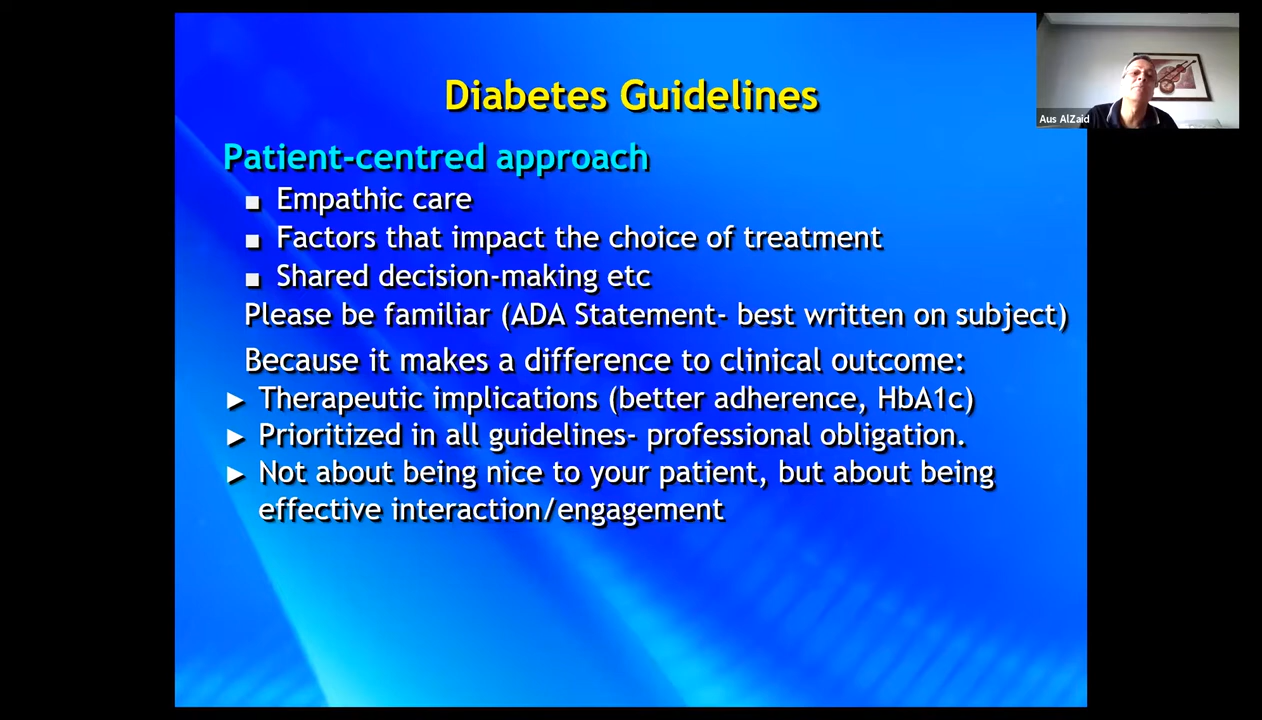 Diabetes Guidelines
Aus AlZaid
Patient-centred approach
■ Empathic care
■ Factors that impact the choice of treatment
■ Shared decision-making etc
Please be familiar (ADA Statement- best written on subject)
Because it makes a difference to clinical outcome:
► Therapeutic implications (better adherence, HbA1c)
► Prioritized in all guidelines- professional obligation.
► Not about being nice to your patient, but about being
effective interaction/engagement